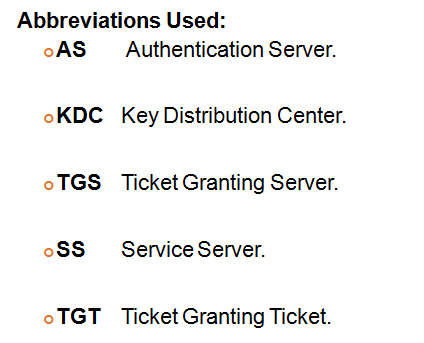 Abbreviations Used:
AS Authentication Server.
KDC Key Distribution Center.
TGS Ticket Granting Server.
SS Service Server.
TGT Ticket Granting Ticket.